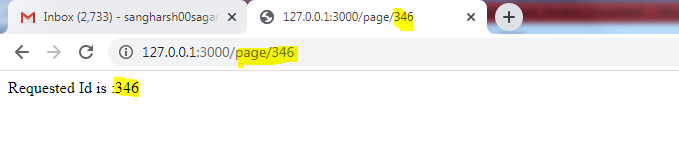 Inbox (2,733) - sangharsh00saga
127.0.0.1:3000/page/346
127.0.0.1:3000/page/346
Requested Id is :346